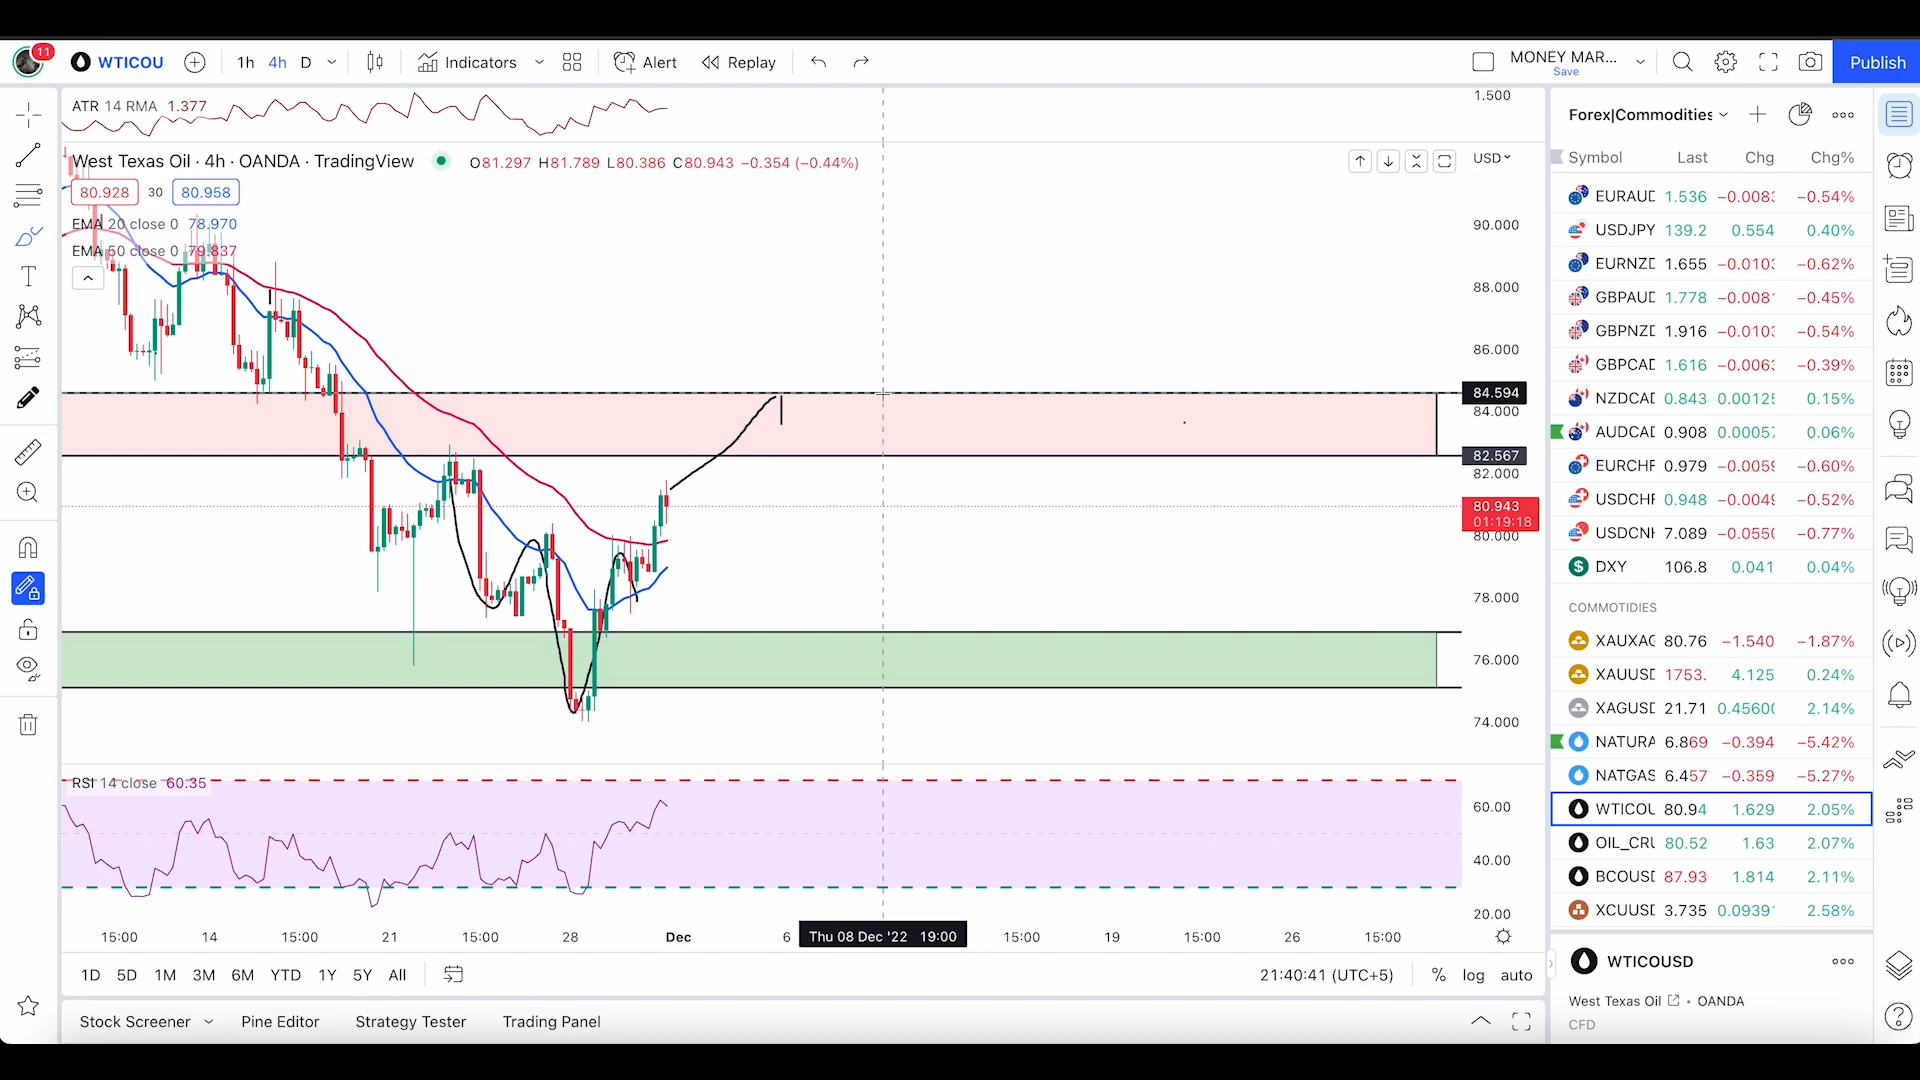 11
WTICOU
1h 4h D
Indicators
Alert
Replay
MONEY MAR...
Save
Publish
ATR 14 RMA 1.377
1.500
West Texas Oil · 4h · OANDA · TradingView
O81.297 H81.789 L80.386 C80.943 −0.354 (−0.44%)
USD
80.928 30 80.958
EMA 20 close 0 78.970
EMA 50 close 0 79.837
90.000
88.000
86.000
84.594
84.000
82.567
82.000
80.943
01:19:18
80.000
78.000
76.000
74.000
RSI 14 close 60.35
60.00
40.00
20.00
15:00 14 15:00 21 15:00 28 Dec 6 Thu 08 Dec '22 19:00 15:00 19 15:00 26 15:00
1D 5D 1M 3M 6M YTD 1Y 5Y All
21:40:41 (UTC+5) % log auto
Stock Screener Pine Editor Strategy Tester Trading Panel
Forex|Commodities
Symbol Last Chg Chg%
EURAUD 1.536 −0.0083 −0.54%
USDJPY 139.2 0.554 0.40%
EURNZD 1.655 −0.0103 −0.62%
GBPAUD 1.778 −0.008 −0.45%
GBPNZD 1.916 −0.0103 −0.54%
GBPCAD 1.616 −0.0063 −0.39%
NZDCAD 0.843 0.0012 0.15%
AUDCAD 0.908 0.0005 0.06%
EURCHF 0.979 −0.0059 −0.60%
USDCHF 0.948 −0.0049 −0.52%
USDCNH 7.089 −0.0550 −0.77%
DXY 106.8 0.041 0.04%
COMMOTIDIES
XAUXAG 80.76 −1.540 −1.87%
XAUUSD 1753. 4.125 0.24%
XAGUSD 21.71 0.4560 2.14%
NATURA 6.869 −0.394 −5.42%
NATGAS 6.457 −0.359 −5.27%
WTICOU 80.94 1.629 2.05%
OIL_CRU 80.52 1.63 2.07%
BCOUSD 87.93 1.814 2.11%
XCUUSD 3.735 0.0939 2.58%
WTICOUSD
West Texas Oil • OANDA
CFD